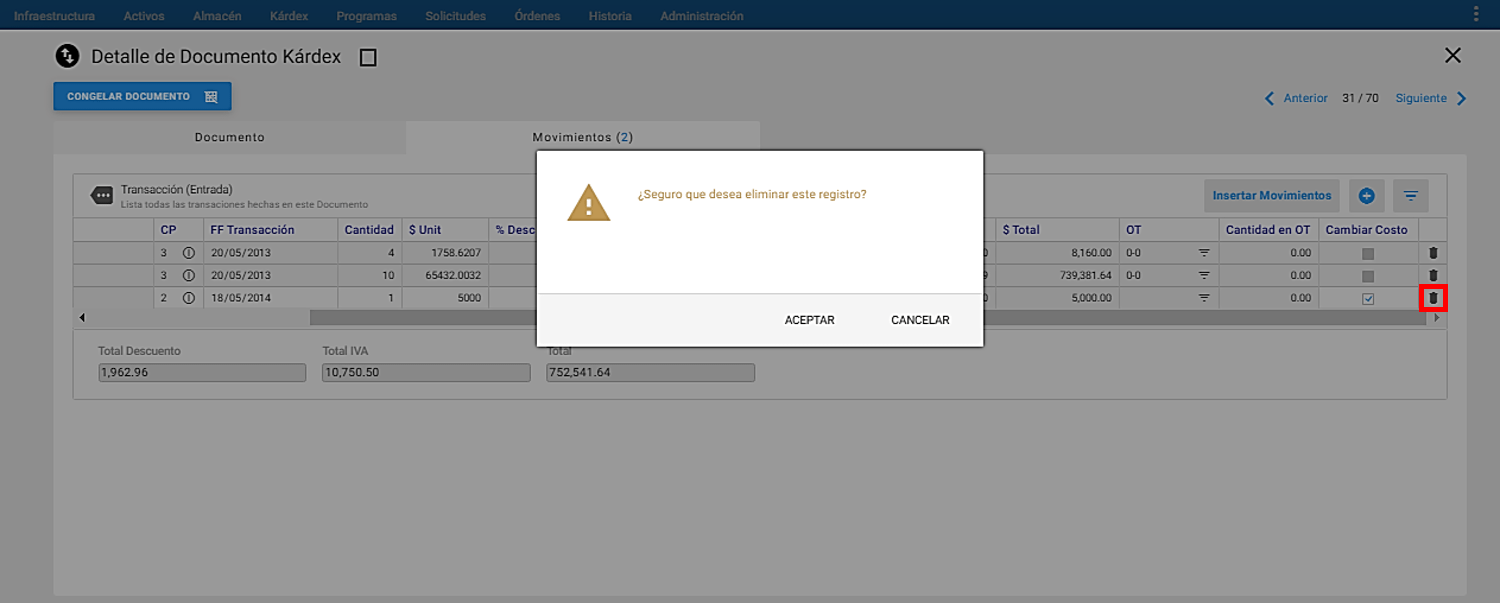 Infraestructura Activos Almacén Kárdex Programas Solicitudes Órdenes Historia Administración
Detalle de Documento Kárdex
CONGELAR DOCUMENTO
Anterior 31 / 70 Siguiente
Documento Movimientos (2)
¿Seguro que desea eliminar este registro?
ACEPTAR CANCELAR
Transacción (Entrada)
Lista todas las transaciones hechas en este Documento
Insertar Movimientos
CP FF Transacción Cantidad $ Unit % Desc $ Total OT Cantidad en OT Cambiar Costo
3 20/05/2013 4 1758.6207 0 8,160.00 0-0 0.00
3 20/05/2013 10 65432.0032 9 739,381.64 0-0 0.00
2 18/05/2014 1 5000 0 5,000.00 0.00
Total Descuento Total IVA Total
1,962.96 10,750.50 752,541.64